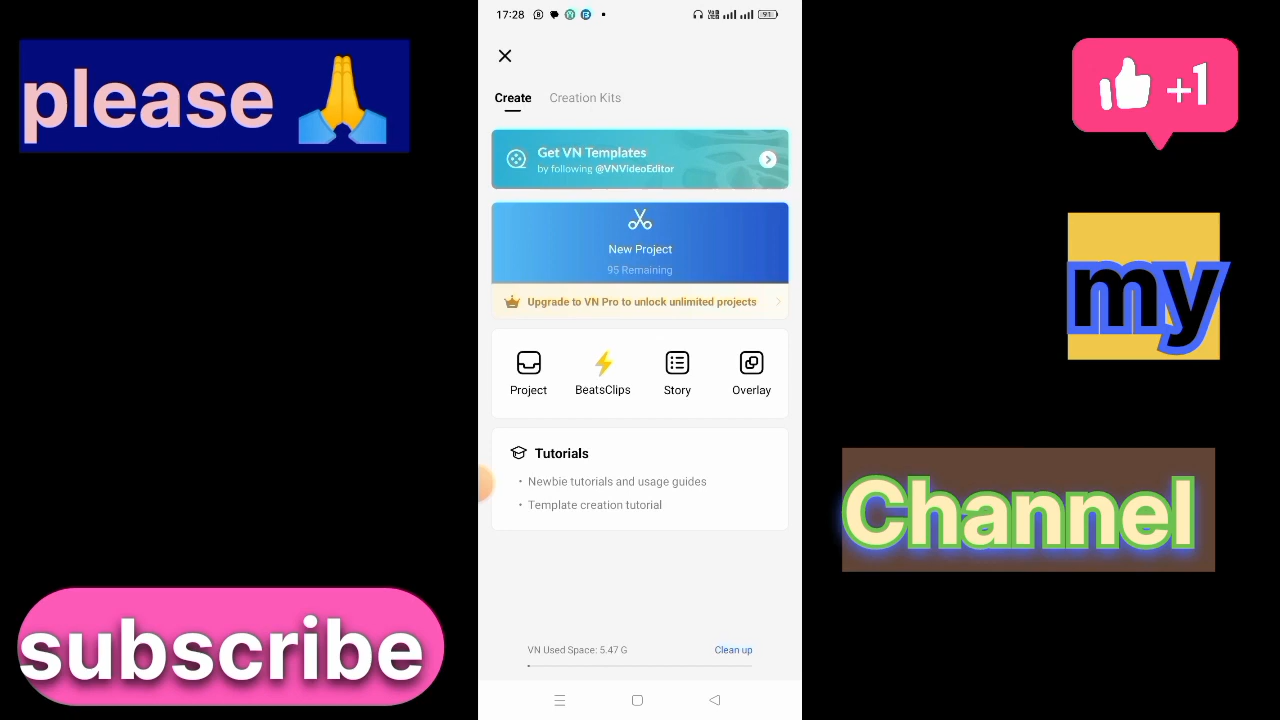 please 🙏
17:28
91
+1
Create Creation Kits
Get VN Templates
by following @VNVideoEditor
New Project
95 Remaining
Upgrade to VN Pro to unlock unlimited projects
my
Project BeatsClips Story Overlay
Tutorials
• Newbie tutorials and usage guides
• Template creation tutorial
Channel
subscribe
VN Used Space: 5.47 G Clean up